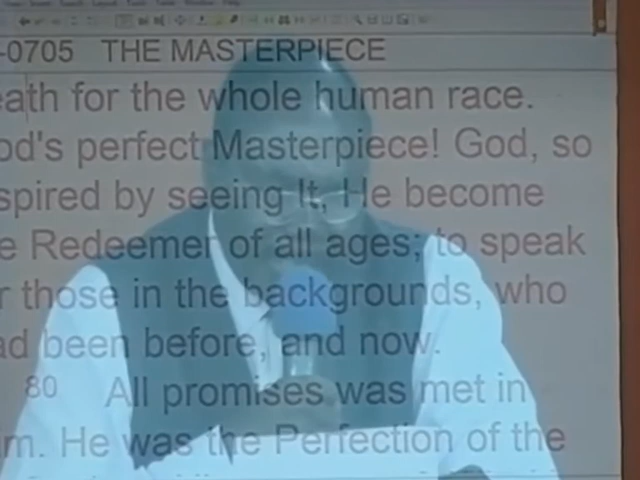 -0705 THE MASTERPIECE
eath for the whole human race.
od's perfect Masterpiece! God, so
spired by seeing It, He become
e Redeemer of all ages; to speak
r those in the backgrounds, who
ad been before, and now.
80 All promises was met in
m. He was the Perfection of the